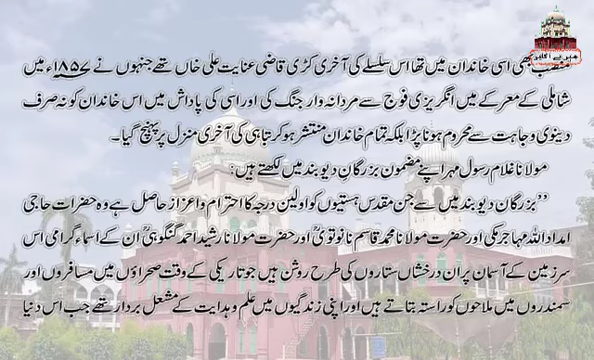 منصب بھی اسی خاندان میں تھا اس سلسلے کی آخری کڑی قاضی عنایت علی خاں تھے جنہوں نے ۱۸۵۷ء میں
شاملی کے معرکے میں انگریزی فوج سے مردانہ وار جنگ کی اور اسی کی پاداش میں اس خاندان کو نہ صرف
دینوی وجاہت سے محروم ہونا پڑا بلکہ تمام خاندان منتشر ہوکر تباہی کی آخری منزل پر پہنچ گیا۔
مولانا غلام رسول مہر اپنے مضمون بزرگانِ دیوبند میں لکھتے ہیں:
’’بزرگان دیوبند میں سے جن مقدس ہستیوں کو اولین درجہ کا احترام واعزاز حاصل ہے وہ حضرات حاجی
امداد اللہ مہاجر مکی اور حضرت مولانا محمد قاسم نانوتویؒ اور حضرت مولانا رشید احمد گنگوہیؒ ان کے اسماء گرامی اس
سرزمین کے آسمان پر ان درخشاں ستاروں کی طرح روشن ہیں جو تاریکی کے وقت صحراؤں میں مسافروں اور
سمندروں میں ملاحوں کو راستہ بتاتے ہیں اور اپنی زندگیوں میں علم وہدایت کے مشعل بردار تھے جب اس دنیا